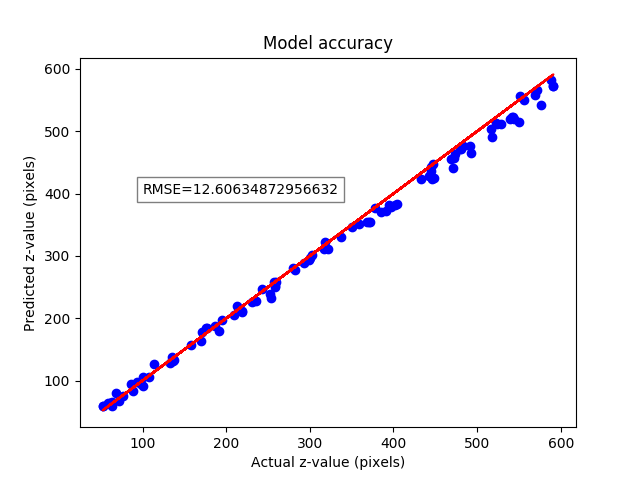 Model accuracy
600
500
400
300
200
100
Predicted z-value (pixels)
RMSE=12.60634872956632
100 200 300 400 500 600
Actual z-value (pixels)